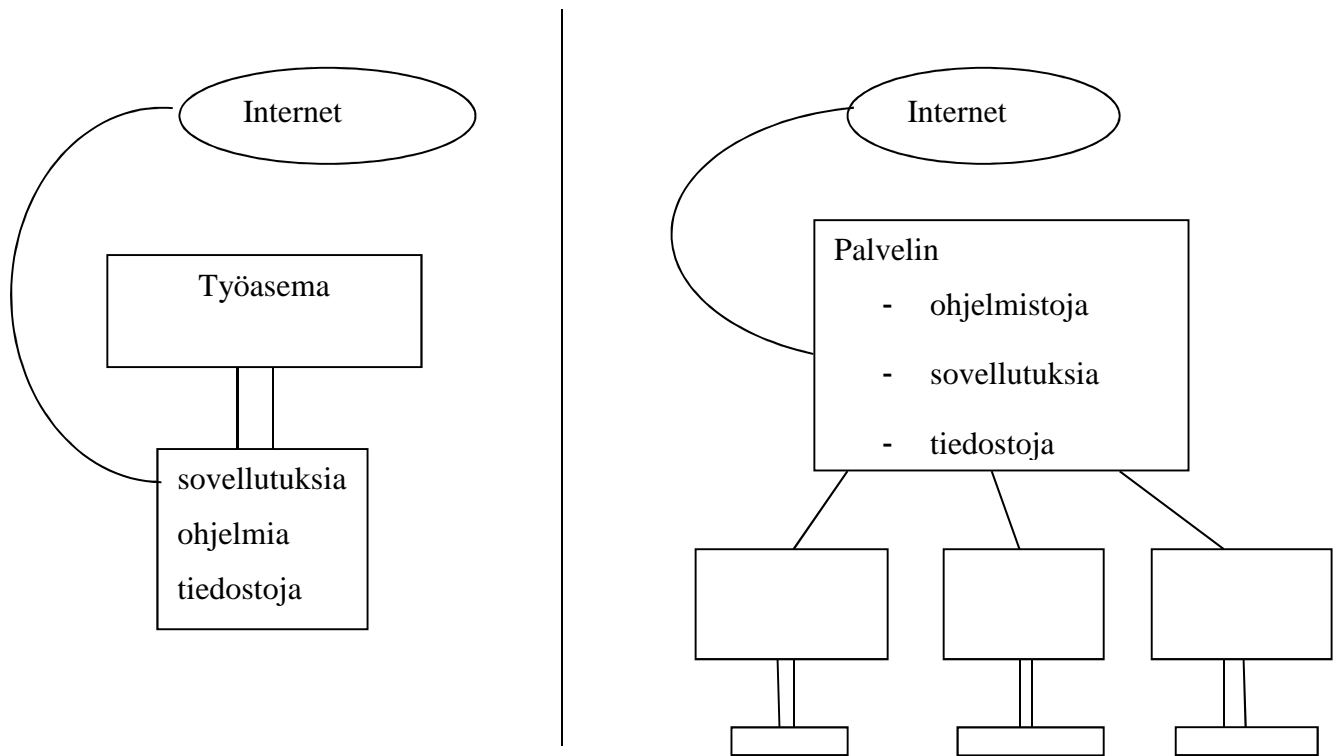 Internet
Työasema
sovellutuksia
ohjelmia
tiedostoja
Internet
Palvelin
- ohjelmistoja
- sovellutuksia
- tiedostoja